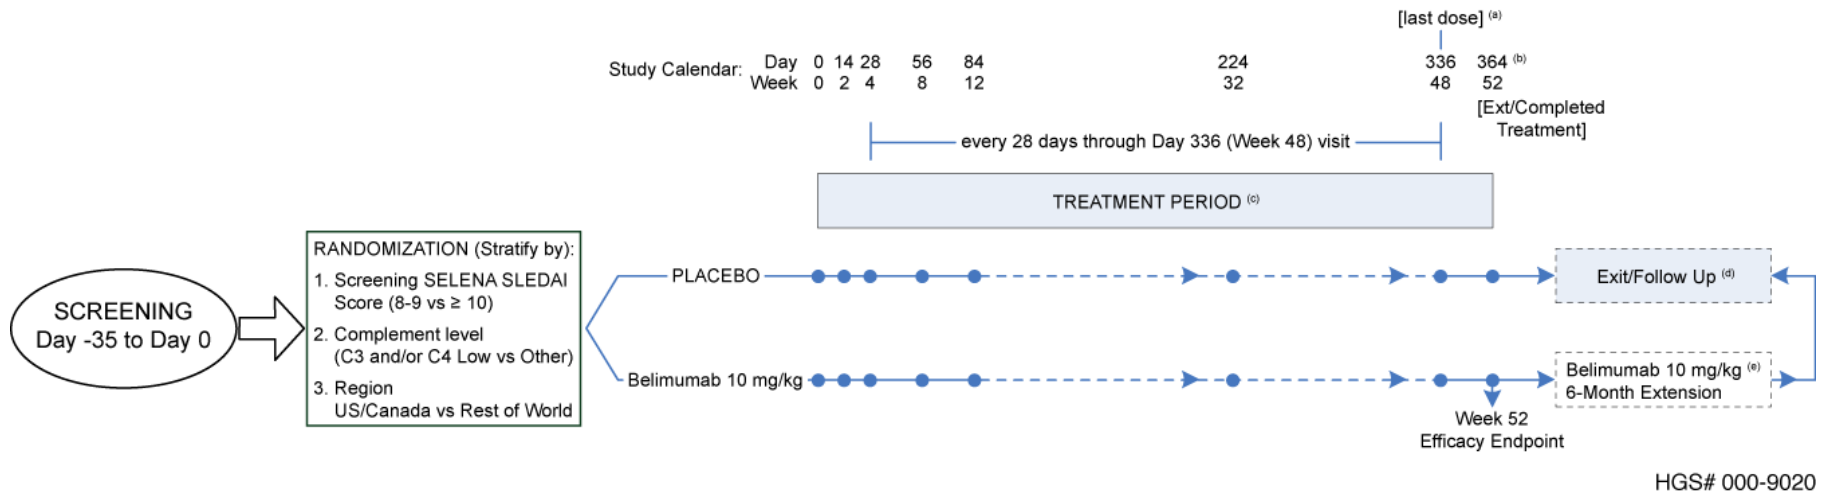 [last dose] (a)
Study Calendar:
Day 0 14 28 56 84 224 336 364 (b)
Week 0 2 4 8 12 32 48 52
[Ext/Completed
Treatment]
every 28 days through Day 336 (Week 48) visit
TREATMENT PERIOD (c)
SCREENING
Day -35 to Day 0
RANDOMIZATION (Stratify by):
1. Screening SELENA SLEDAI
Score (8-9 vs ≥ 10)
2. Complement level
(C3 and/or C4 Low vs Other)
3. Region
US/Canada vs Rest of World
PLACEBO
Exit/Follow Up (d)
Belimumab 10 mg/kg
Belimumab 10 mg/kg (e)
6-Month Extension
Week 52
Efficacy Endpoint
HGS# 000-9020